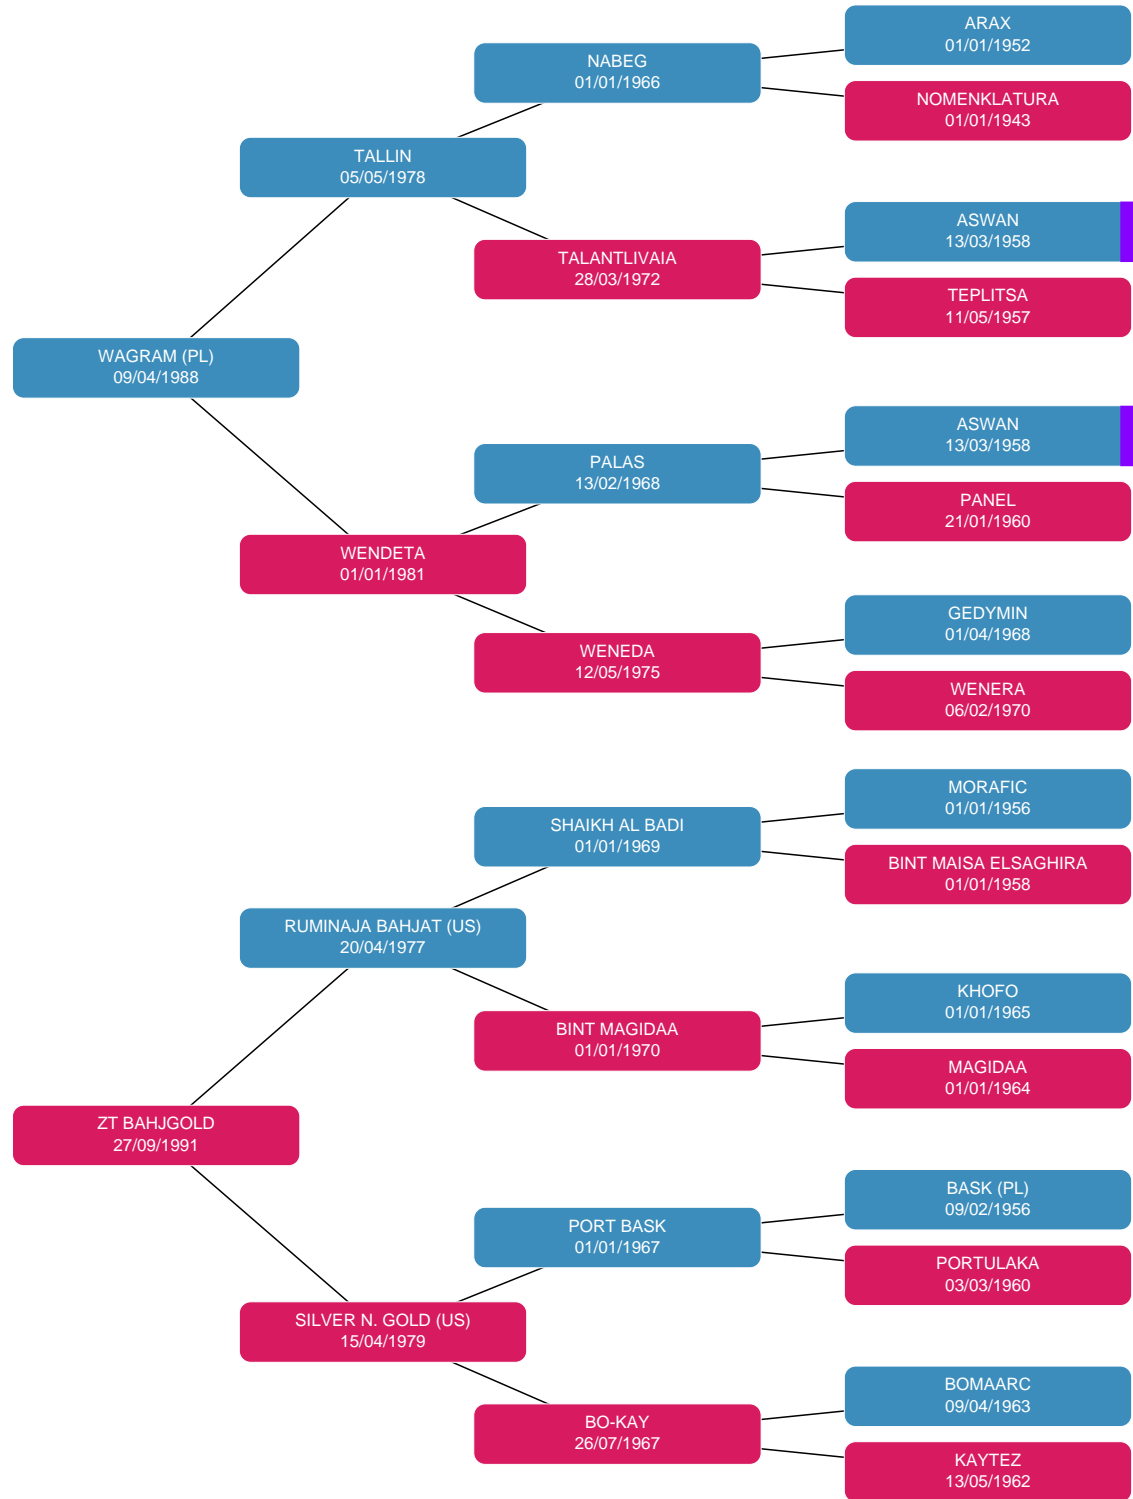 ARAX
01/01/1952
NABEG
01/01/1966
NOMENKLATURA
01/01/1943
TALLIN
05/05/1978
ASWAN
13/03/1958
TALANTLIVAIA
28/03/1972
TEPLITSA
11/05/1957
WAGRAM (PL)
09/04/1988
ASWAN
13/03/1958
PALAS
13/02/1968
PANEL
21/01/1960
WENDETA
01/01/1981
GEDYMIN
01/04/1968
WENEDA
12/05/1975
WENERA
06/02/1970
MORAFIC
01/01/1956
SHAIKH AL BADI
01/01/1969
BINT MAISA ELSAGHIRA
01/01/1958
RUMINAJA BAHJAT (US)
20/04/1977
KHOFO
01/01/1965
BINT MAGIDAA
01/01/1970
MAGIDAA
01/01/1964
ZT BAHJGOLD
27/09/1991
BASK (PL)
09/02/1956
PORT BASK
01/01/1967
PORTULAKA
03/03/1960
SILVER N. GOLD (US)
15/04/1979
BOMAARC
09/04/1963
BO-KAY
26/07/1967
KAYTEZ
13/05/1962